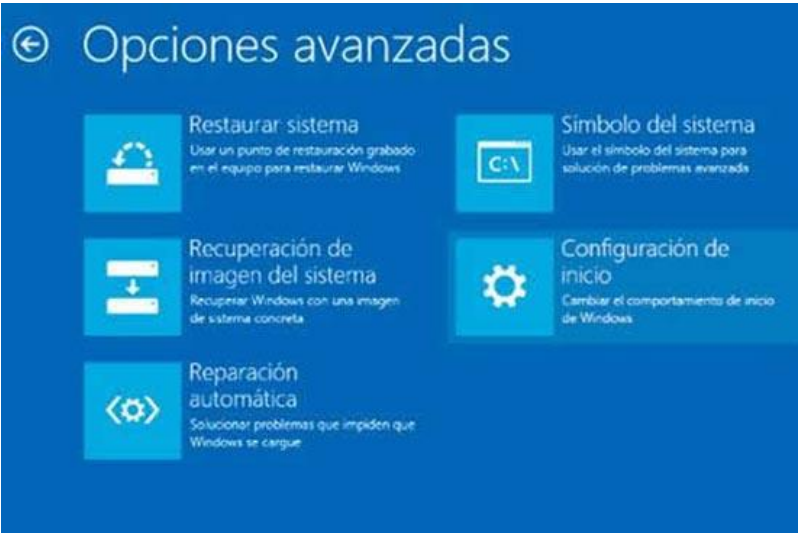 Opciones avanzadas
Restaurar sistema
Usar un punto de restauración grabado
en el equipo para restaurar Windows
Recuperación de
imagen del sistema
Recuperar Windows con una imagen
de sistema concreta
Reparación
automática
Solucionar problemas que impiden que
Windows se cargue
Símbolo del sistema
Usar el símbolo del sistema para
solución de problemas avanzada
C:\
Configuración de
inicio
Cambiar el comportamiento de inicio
de Windows